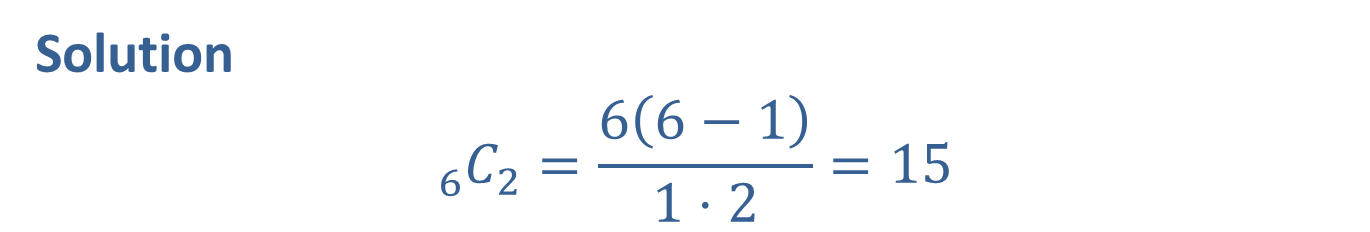 Solution
₆C₂ = 6(6 − 1) / 1 · 2 = 15